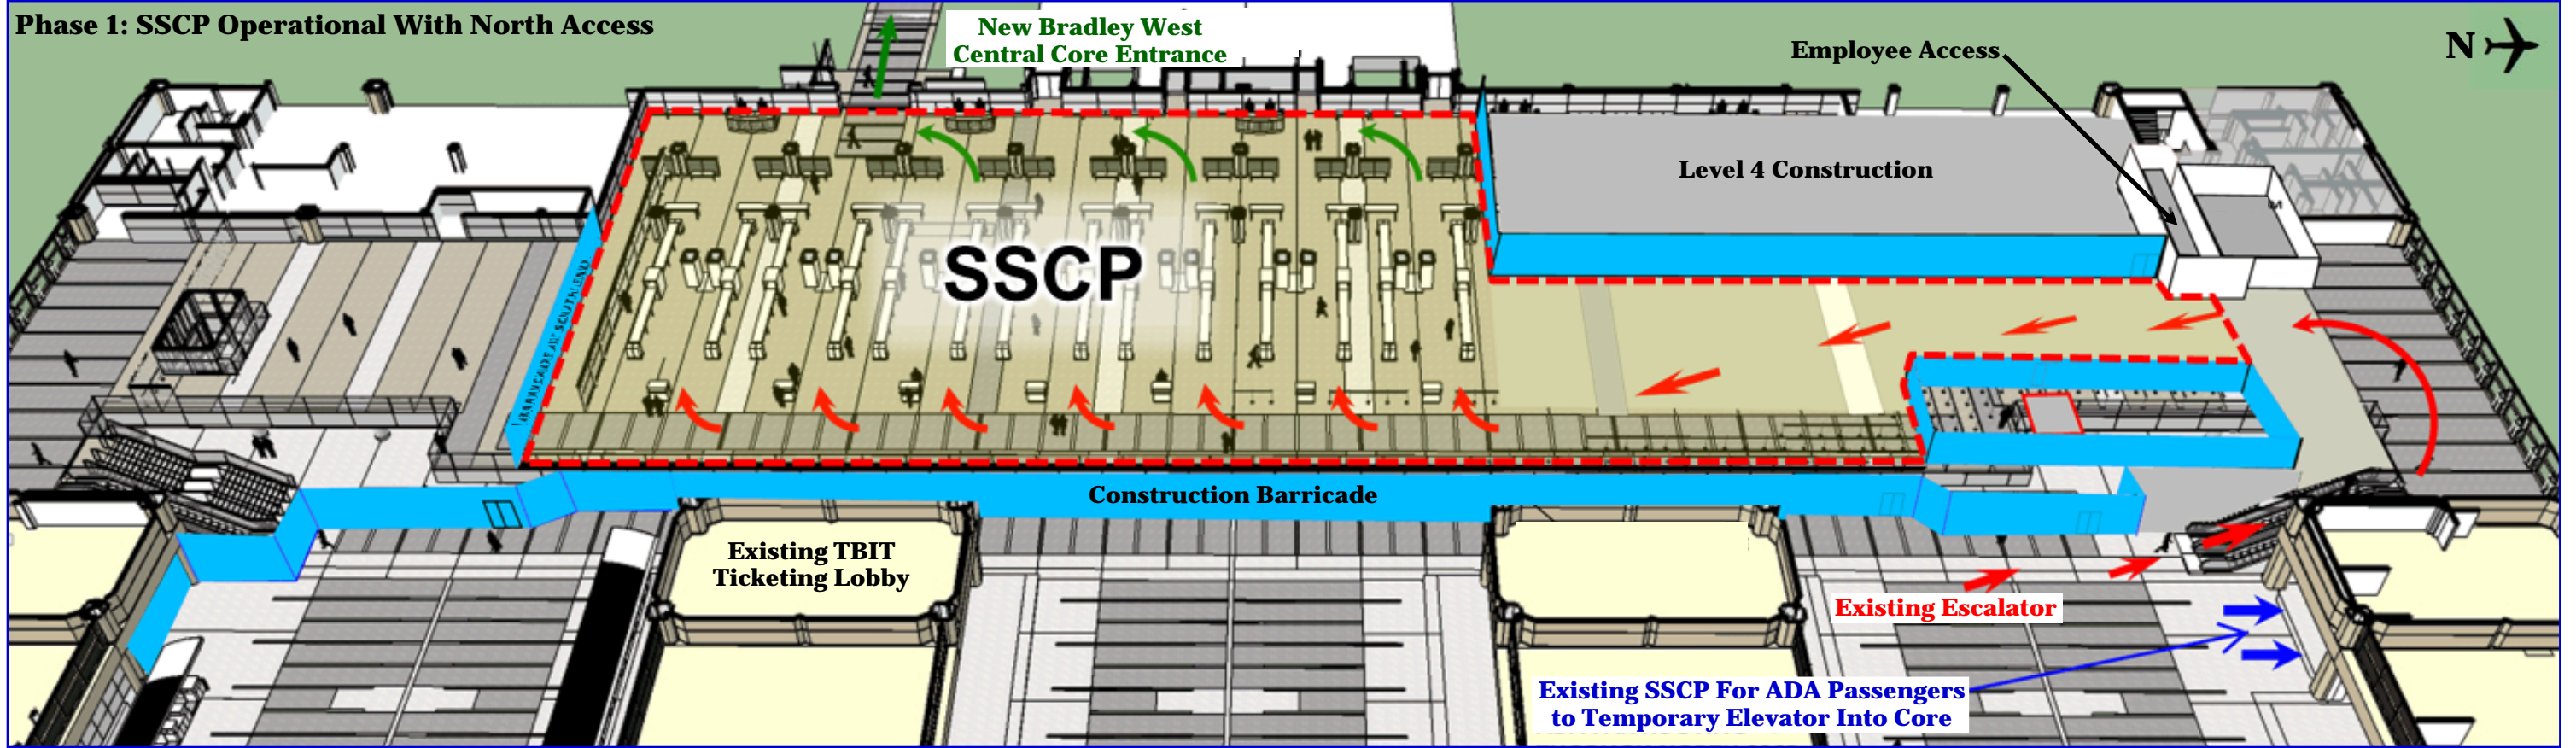 Phase 1: SSCP Operational With North Access
New Bradley West
Central Core Entrance
Employee Access
N
Level 4 Construction
SSCP
Construction Barricade
Existing TBIT
Ticketing Lobby
Existing Escalator
Existing SSCP For ADA Passengers
to Temporary Elevator Into Core